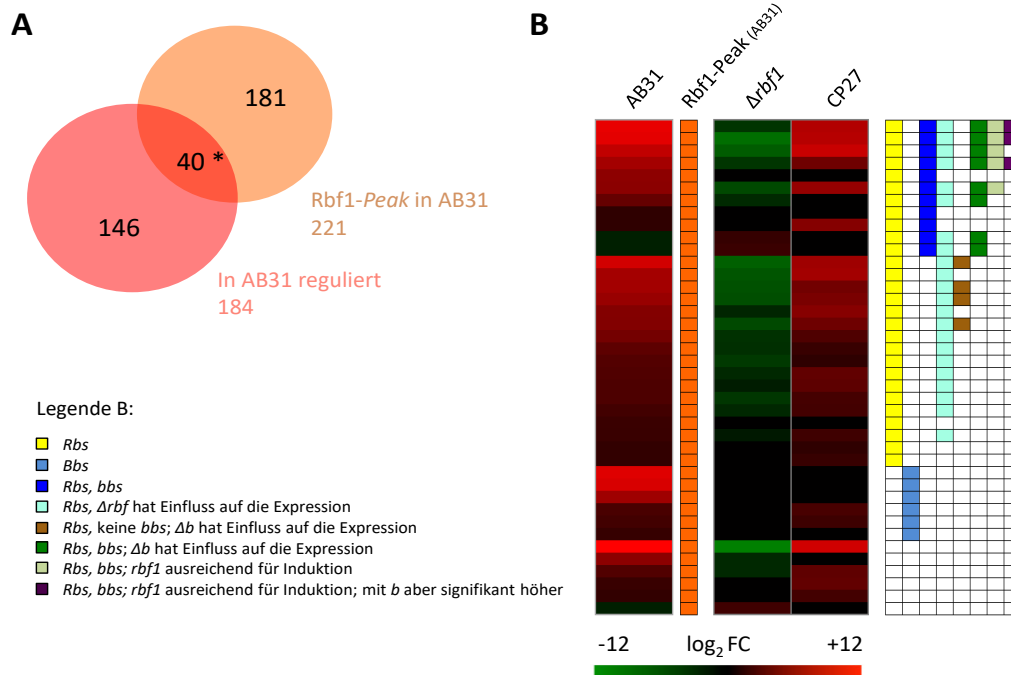 A
181
40 *
146
Rbf1-Peak in AB31
221
In AB31 reguliert
184
Legende B:
Rbs
Bbs
Rbs, bbs
Rbs, Δrbf hat Einfluss auf die Expression
Rbs, keine bbs; Δb hat Einfluss auf die Expression
Rbs, bbs; Δb hat Einfluss auf die Expression
Rbs, bbs; rbf1 ausreichend für Induktion
Rbs, bbs; rbf1 ausreichend für Induktion; mit b aber signifikant höher
B
AB31
Rbf1-Peak (AB31)
Δrbf1
CP27
-12 log2 FC +12